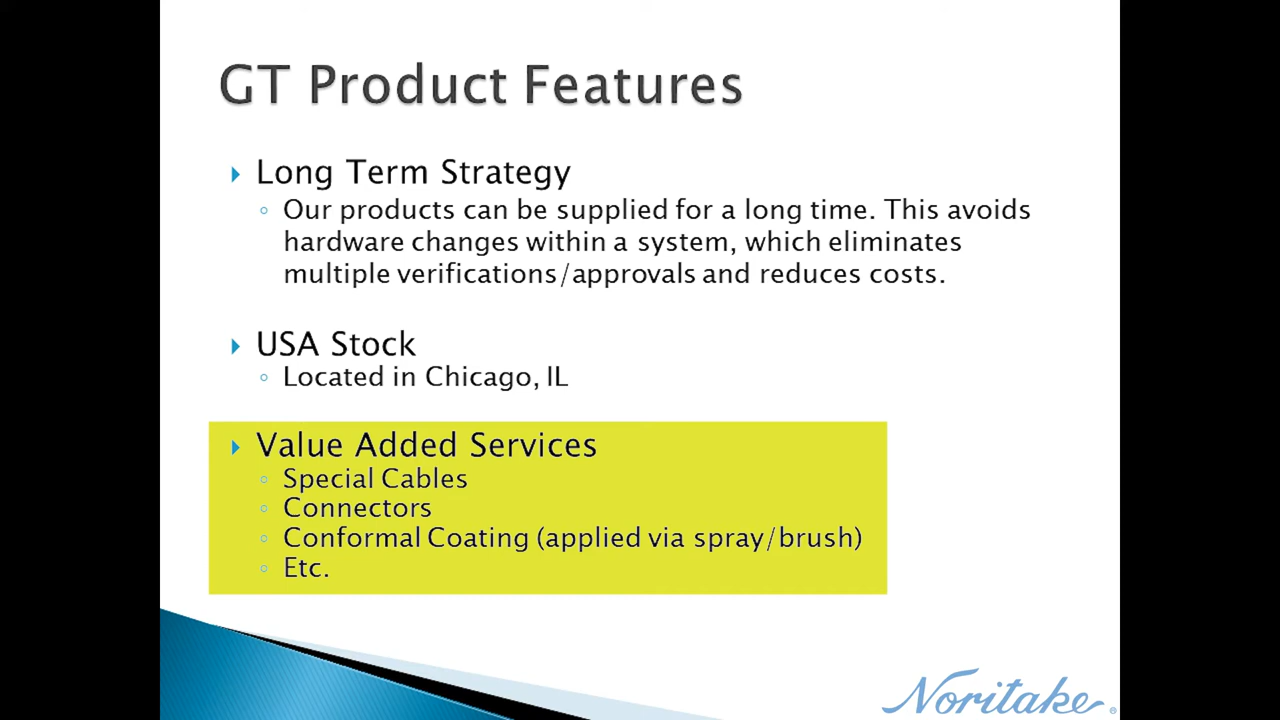 GT Product Features
Long Term Strategy
Our products can be supplied for a long time. This avoids
hardware changes within a system, which eliminates
multiple verifications/approvals and reduces costs.
USA Stock
Located in Chicago, IL
Value Added Services
Special Cables
Connectors
Conformal Coating (applied via spray/brush)
Etc.
Noritake®